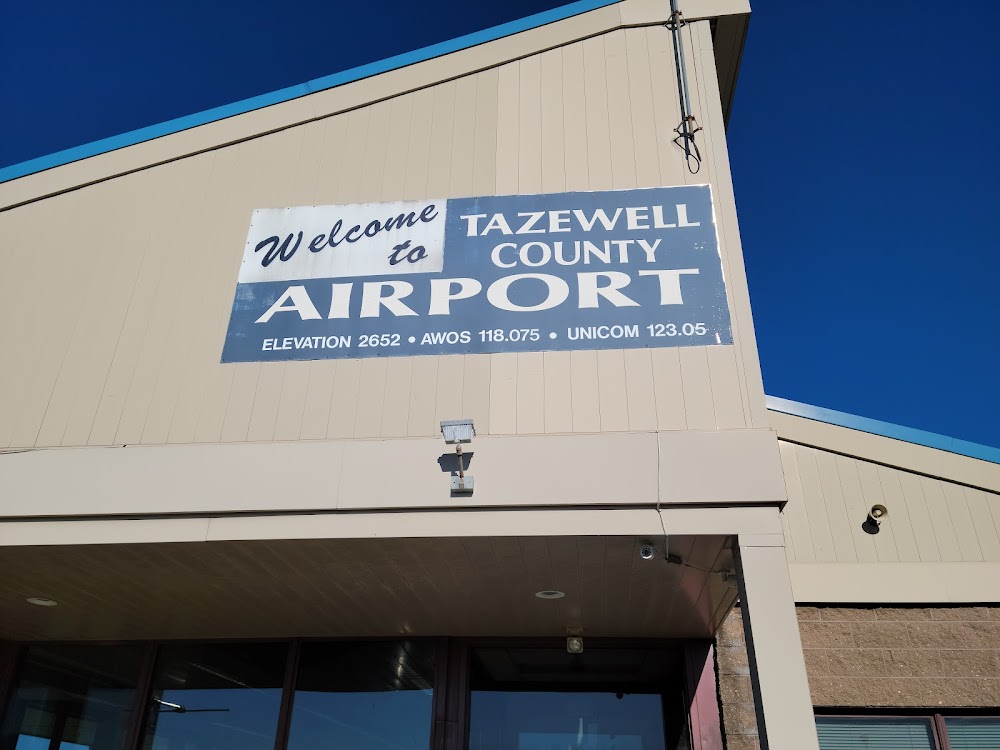 Welcome
to
TAZEWELL
COUNTY
AIRPORT
ELEVATION 2652 • AWOS 118.075 • UNICOM 123.05